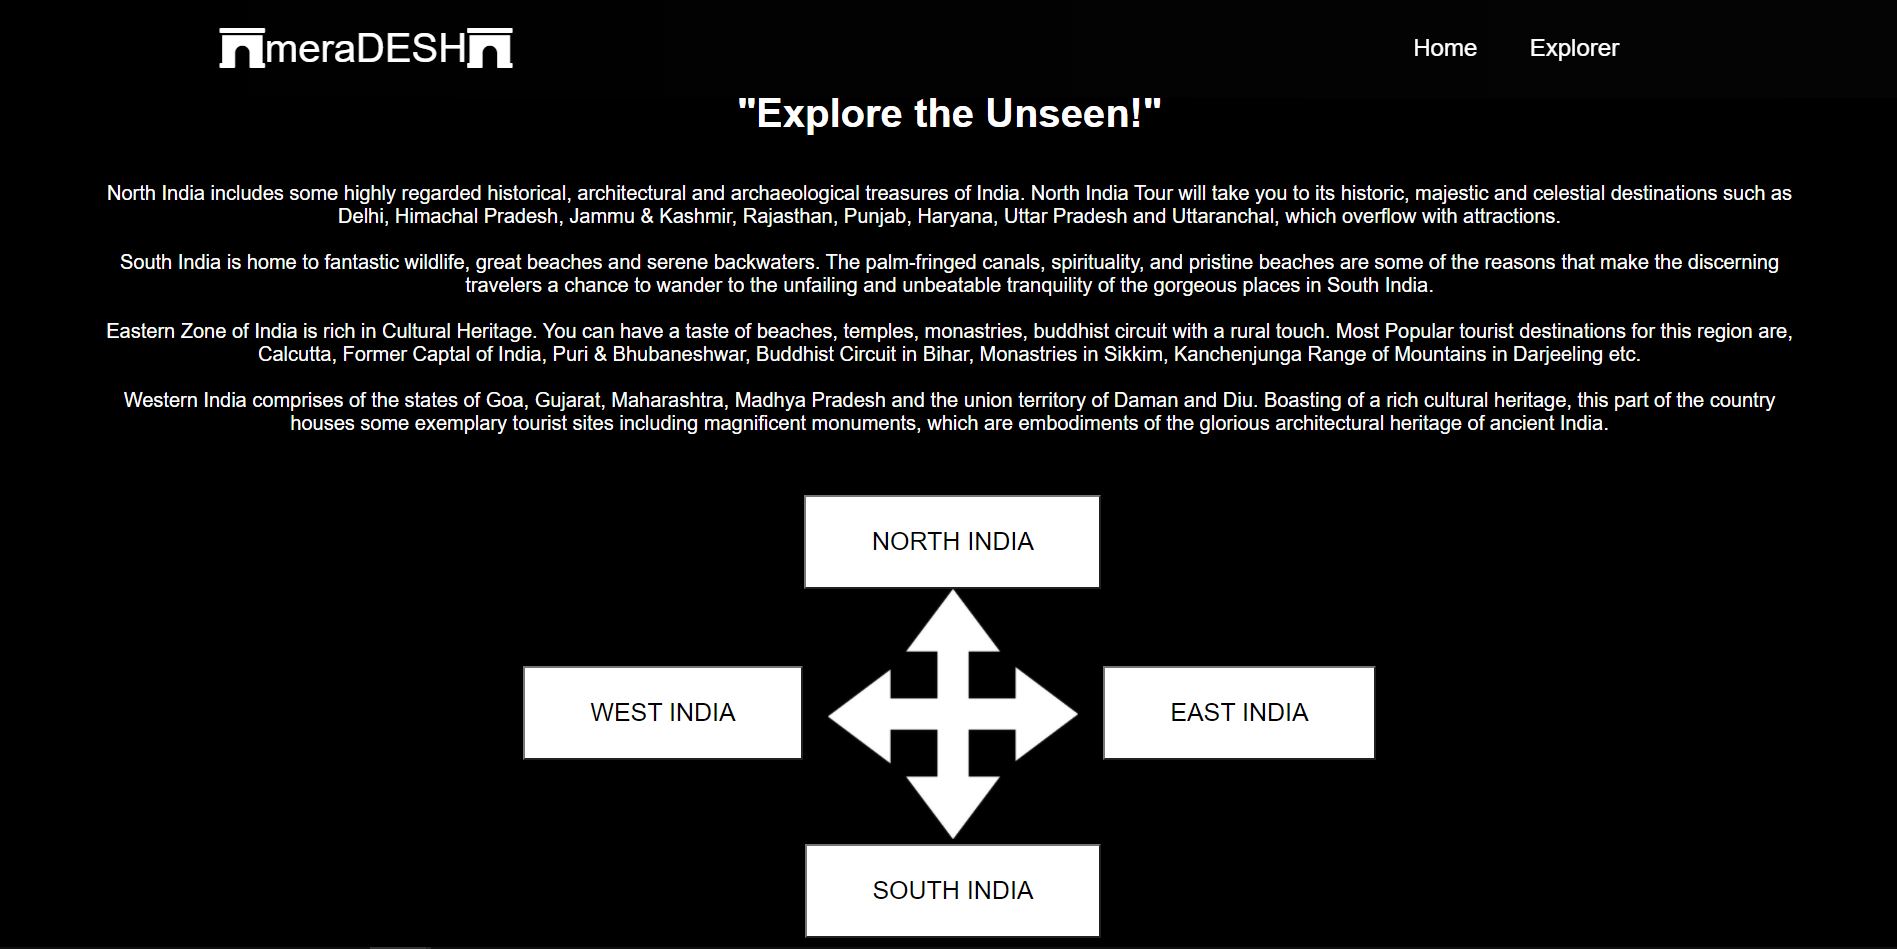 meraDESH
Home
Explorer
"Explore the Unseen!"
North India includes some highly regarded historical, architectural and archaeological treasures of India. North India Tour will take you to its historic, majestic and celestial destinations such as
Delhi, Himachal Pradesh, Jammu & Kashmir, Rajasthan, Punjab, Haryana, Uttar Pradesh and Uttaranchal, which overflow with attractions.
South India is home to fantastic wildlife, great beaches and serene backwaters. The palm-fringed canals, spirituality, and pristine beaches are some of the reasons that make the discerning
travelers a chance to wander to the unfailing and unbeatable tranquility of the gorgeous places in South India.
Eastern Zone of India is rich in Cultural Heritage. You can have a taste of beaches, temples, monastries, buddhist circuit with a rural touch. Most Popular tourist destinations for this region are,
Calcutta, Former Captal of India, Puri & Bhubaneshwar, Buddhist Circuit in Bihar, Monastries in Sikkim, Kanchenjunga Range of Mountains in Darjeeling etc.
Western India comprises of the states of Goa, Gujarat, Maharashtra, Madhya Pradesh and the union territory of Daman and Diu. Boasting of a rich cultural heritage, this part of the country
houses some exemplary tourist sites including magnificent monuments, which are embodiments of the glorious architectural heritage of ancient India.
NORTH INDIA
WEST INDIA
EAST INDIA
SOUTH INDIA